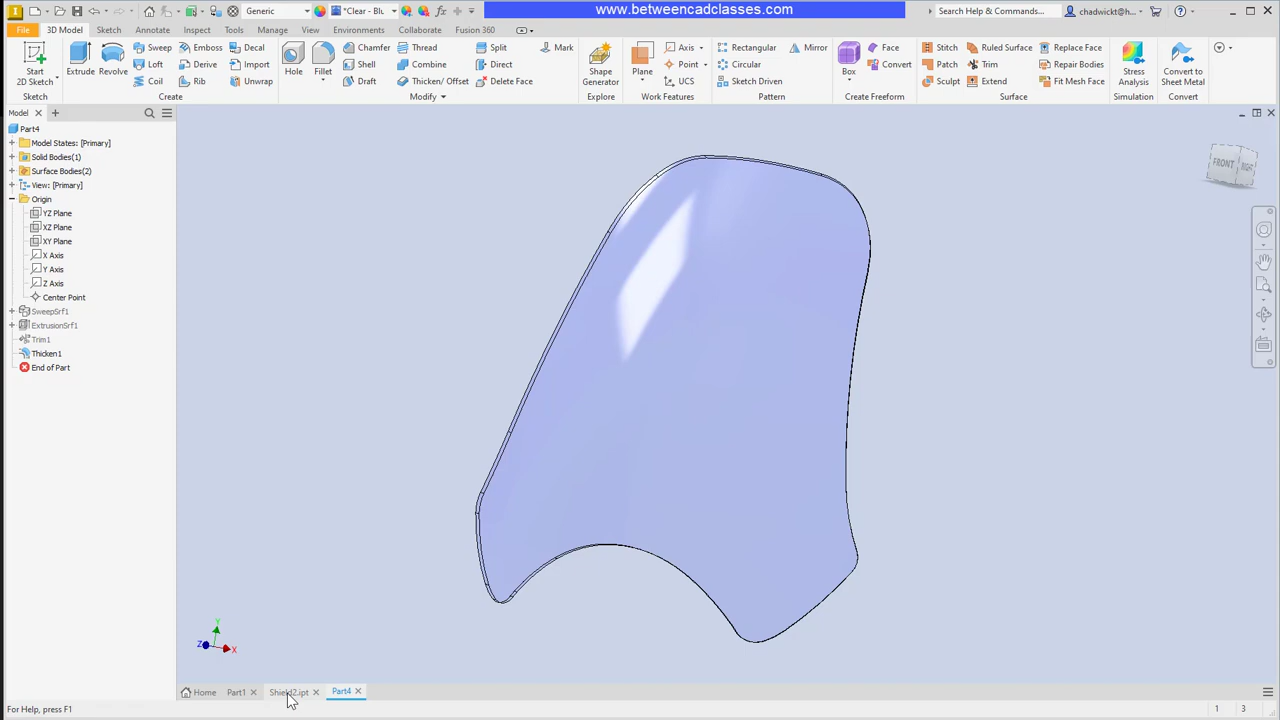 Generic
*Clear - Blu
www.betweencadclasses.com
Search Help & Commands...
chadwickt@h...
File
3D Model
Sketch
Annotate
Inspect
Tools
Manage
View
Environments
Collaborate
Fusion 360
Start
2D Sketch
Sketch
Extrude
Revolve
Sweep
Loft
Coil
Emboss
Derive
Rib
Decal
Import
Unwrap
Create
Hole
Fillet
Chamfer
Shell
Draft
Thread
Combine
Thicken/ Offset
Split
Direct
Delete Face
Mark
Modify
Shape
Generator
Explore
Plane
Axis
Point
UCS
Work Features
Rectangular
Circular
Sketch Driven
Mirror
Pattern
Box
Face
Convert
Create Freeform
Stitch
Patch
Sculpt
Ruled Surface
Trim
Extend
Replace Face
Repair Bodies
Fit Mesh Face
Surface
Stress
Analysis
Simulation
Convert to
Sheet Metal
Convert
Model
Part4
Model States: [Primary]
Solid Bodies(1)
Surface Bodies(2)
View: [Primary]
Origin
YZ Plane
XZ Plane
XY Plane
X Axis
Y Axis
Z Axis
Center Point
SweepSrf1
ExtrusionSrf1
Trim1
Thicken1
End of Part
FRONT
RIGHT
Y
Z
X
Home
Part1
Shield2.ipt
Part4
For Help, press F1
1
3